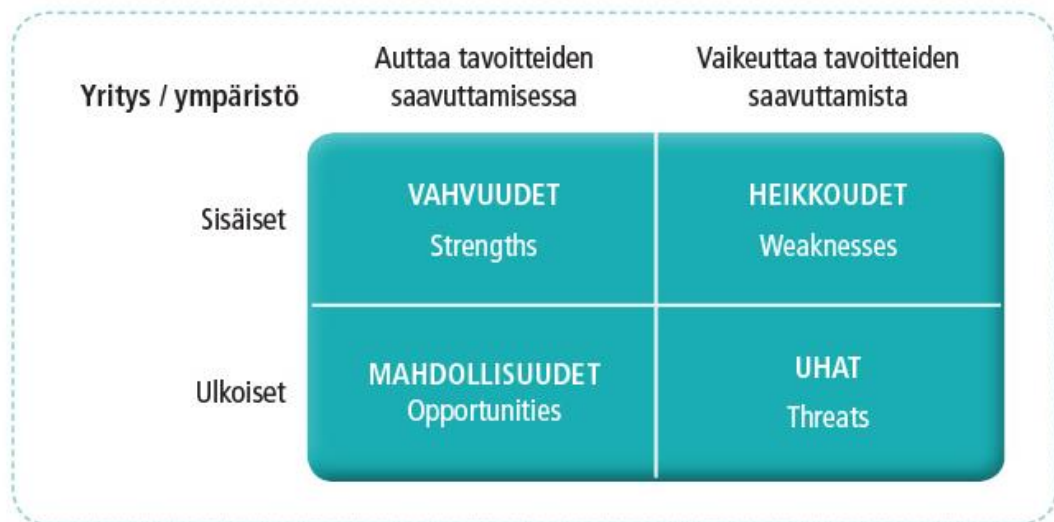 Auttaa tavoitteiden
saavuttamisessa
Vaikeuttaa tavoitteiden
saavuttamista
Yritys / ympäristö
Sisäiset
VAHVUUDET
Strengths
HEIKKOUDET
Weaknesses
Ulkoiset
MAHDOLLISUUDET
Opportunities
UHAT
Threats